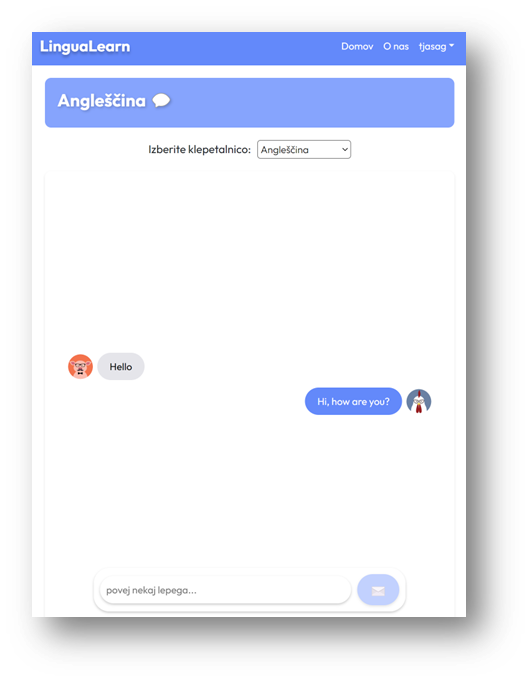 LinguaLearn Domov O nas tjasag
Angleščina
Izberite klepetalnico: Angleščina
Hello
Hi, how are you?
povej nekaj lepega...